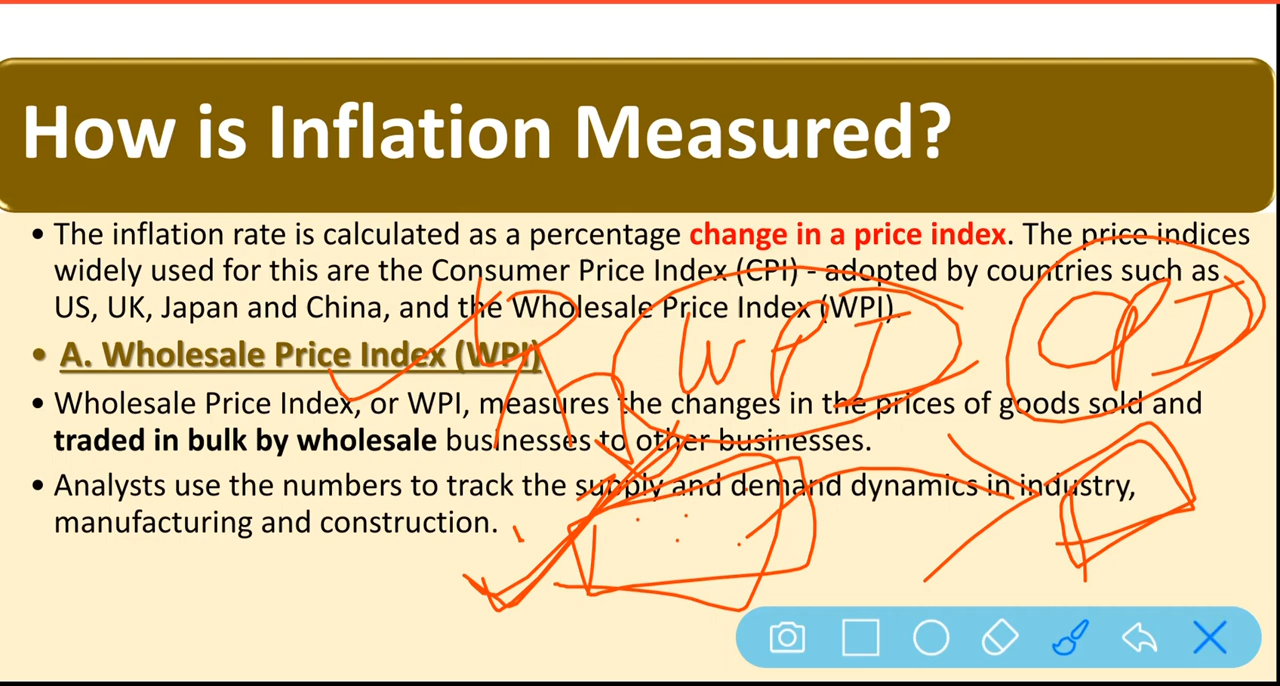 How is Inflation Measured?
• The inflation rate is calculated as a percentage change in a price index. The price indices
widely used for this are the Consumer Price Index (CPI) - adopted by countries such as
US, UK, Japan and China, and the Wholesale Price Index (WPI).
• A. Wholesale Price Index (WPI)
WPI
CPI
• Wholesale Price Index, or WPI, measures the changes in the prices of goods sold and
traded in bulk by wholesale businesses to other businesses.
• Analysts use the numbers to track the supply and demand dynamics in industry,
manufacturing and construction.